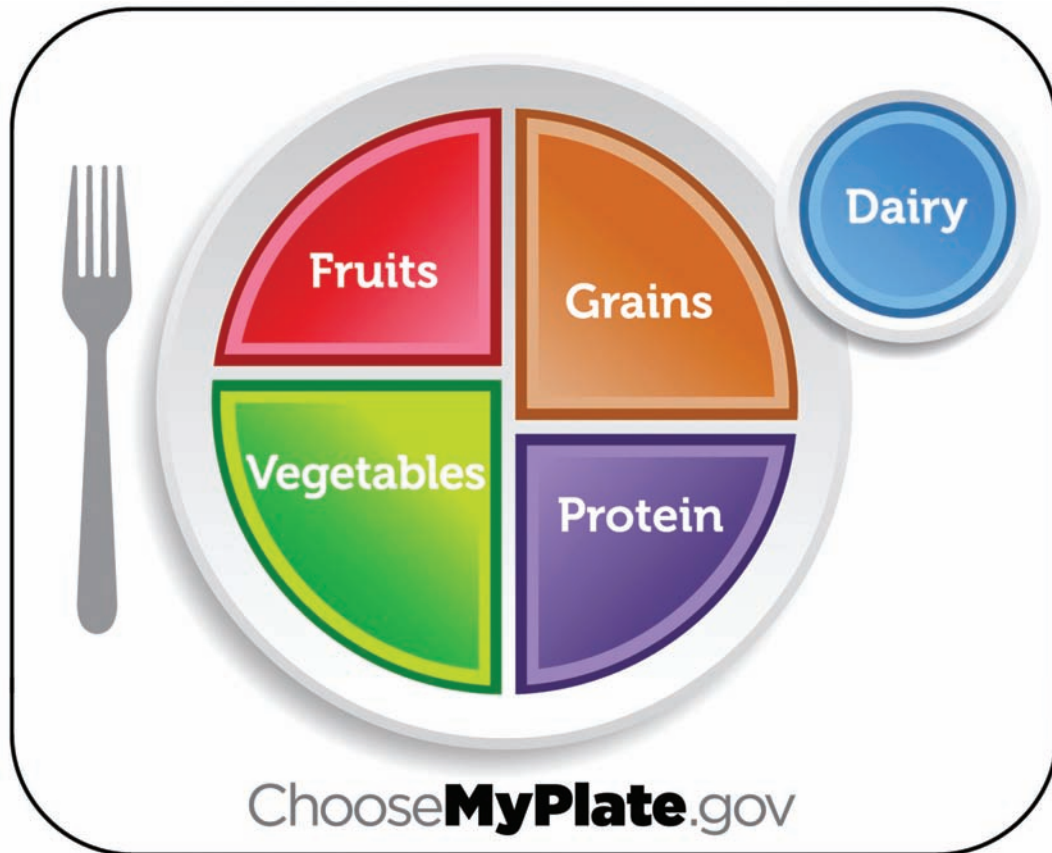 Fruits
Grains
Dairy
Vegetables
Protein
ChooseMyPlate.gov